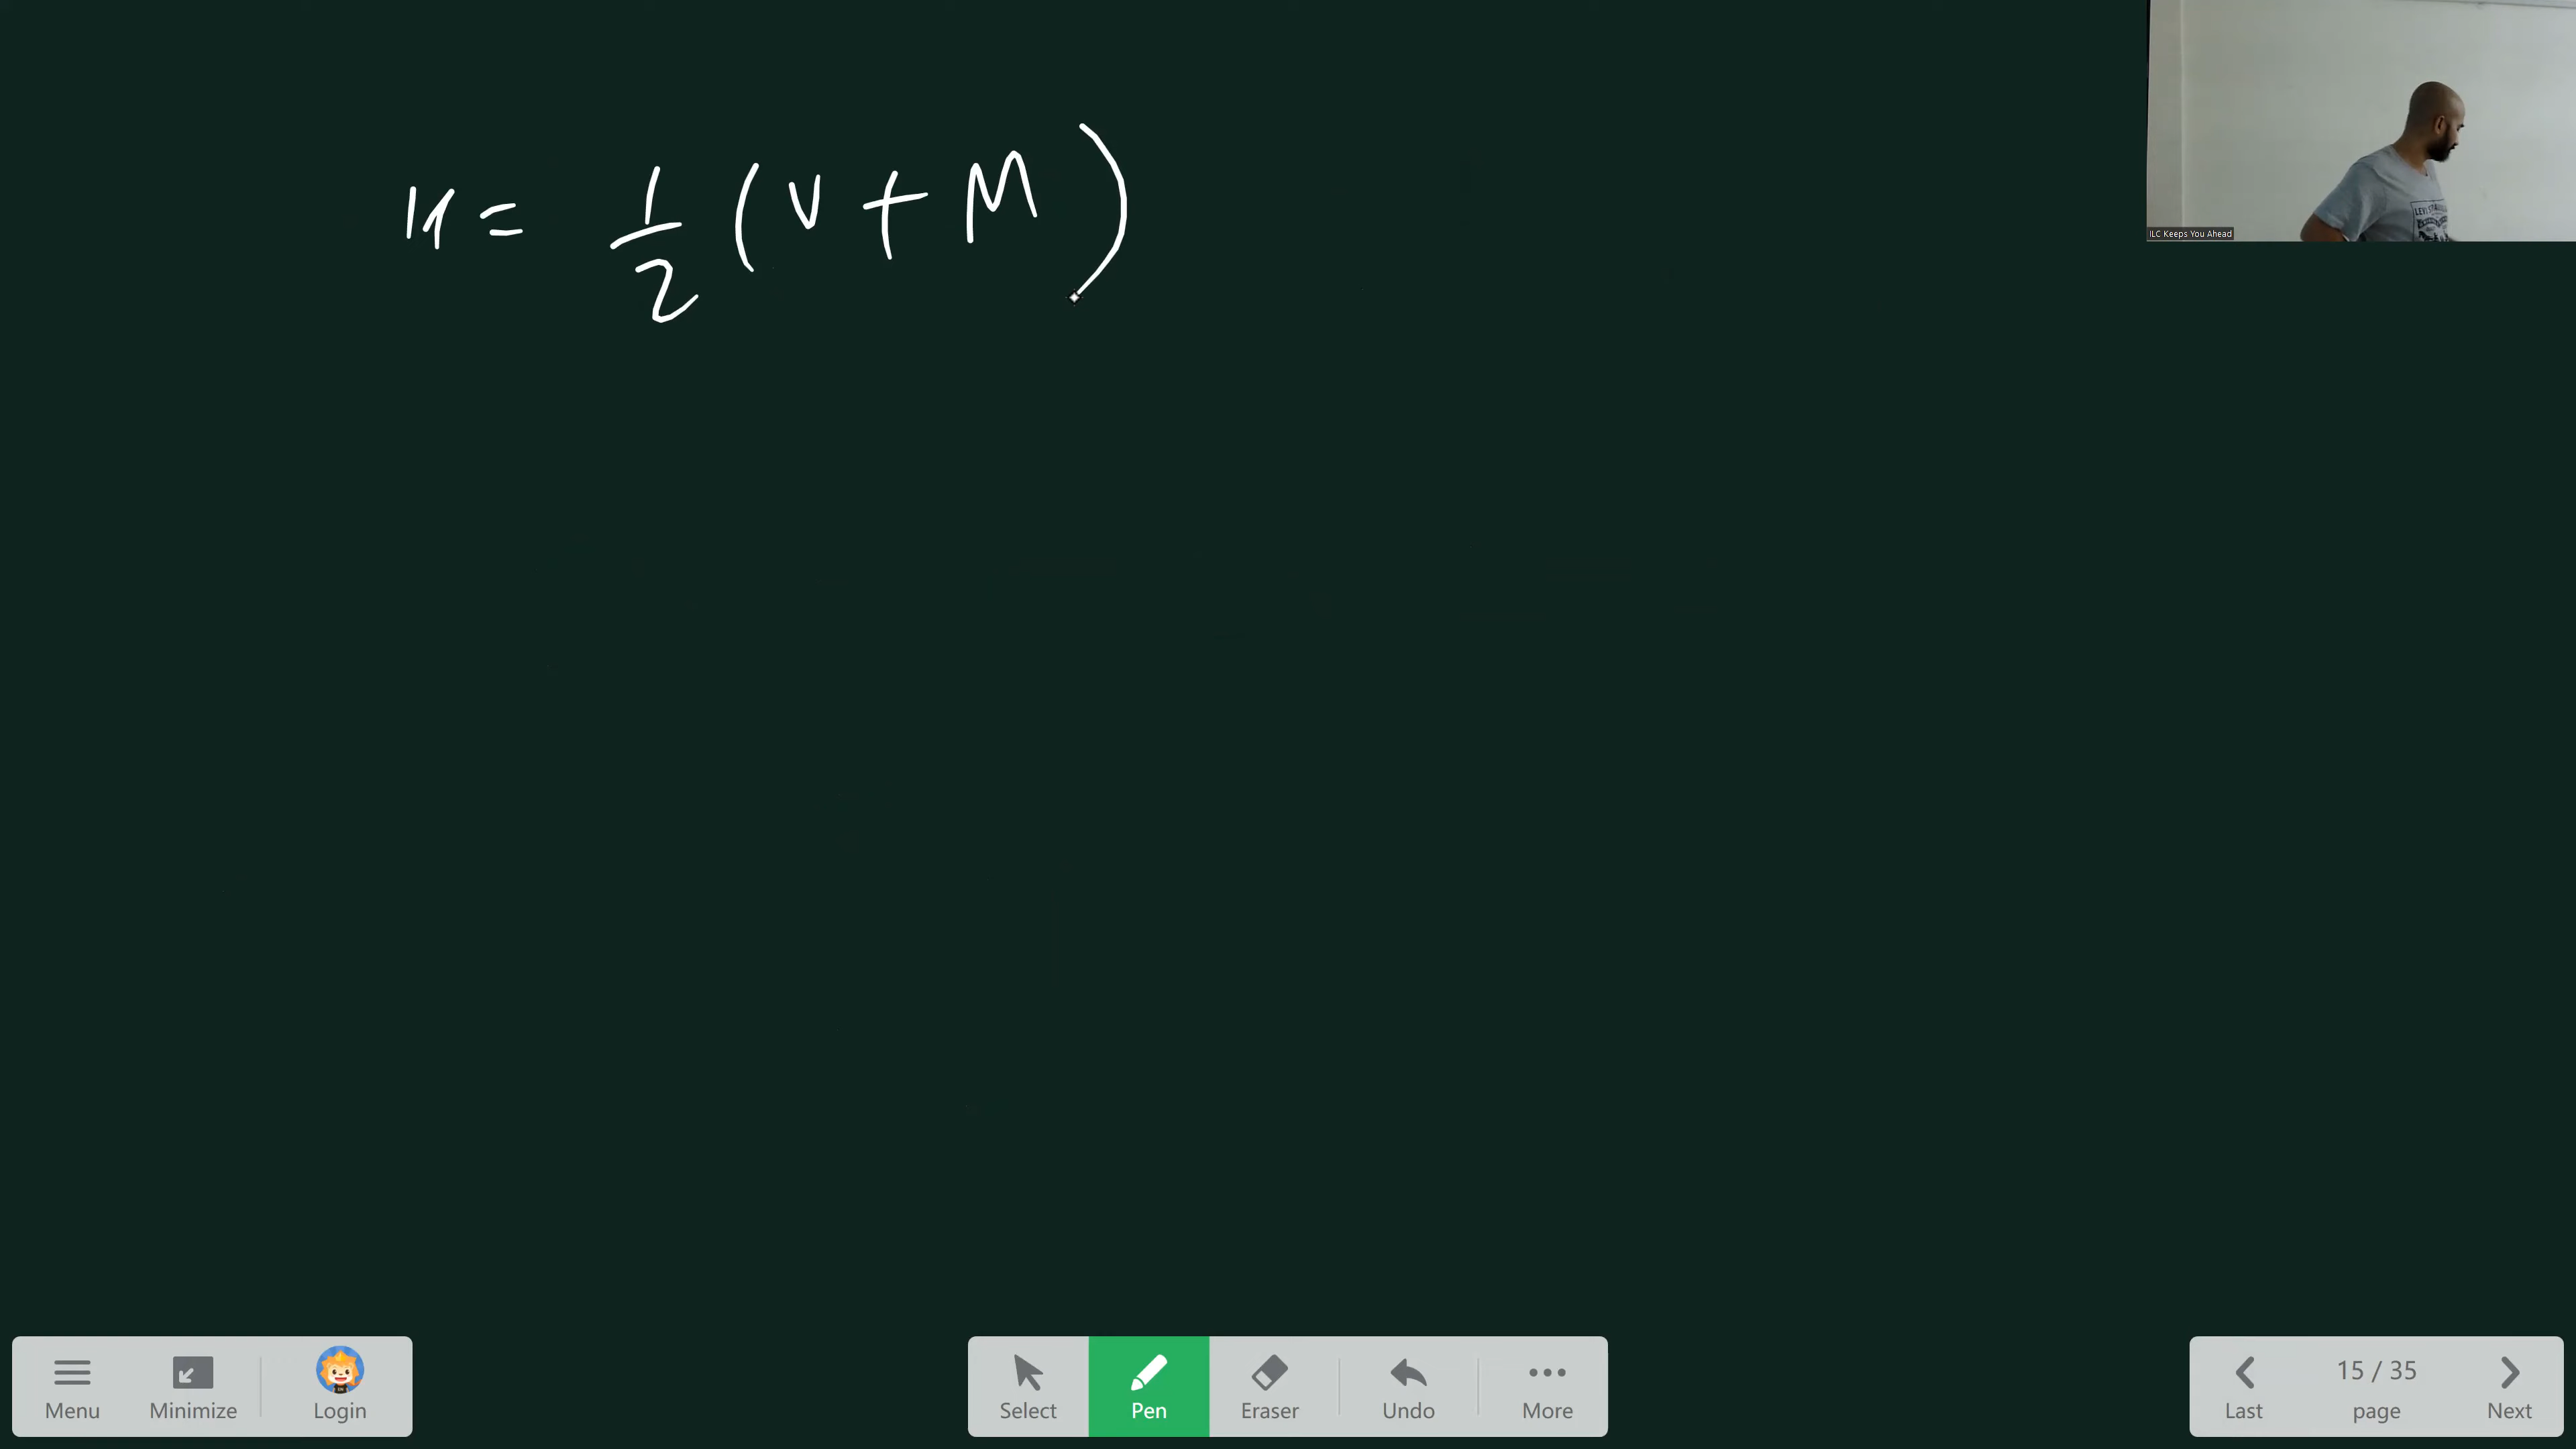 H = 1/2 (V + M)
ILC Keeps You Ahead
LEVI
Menu
Minimize
Login
Select
Pen
Eraser
Undo
More
Last
15 / 35
page
Next